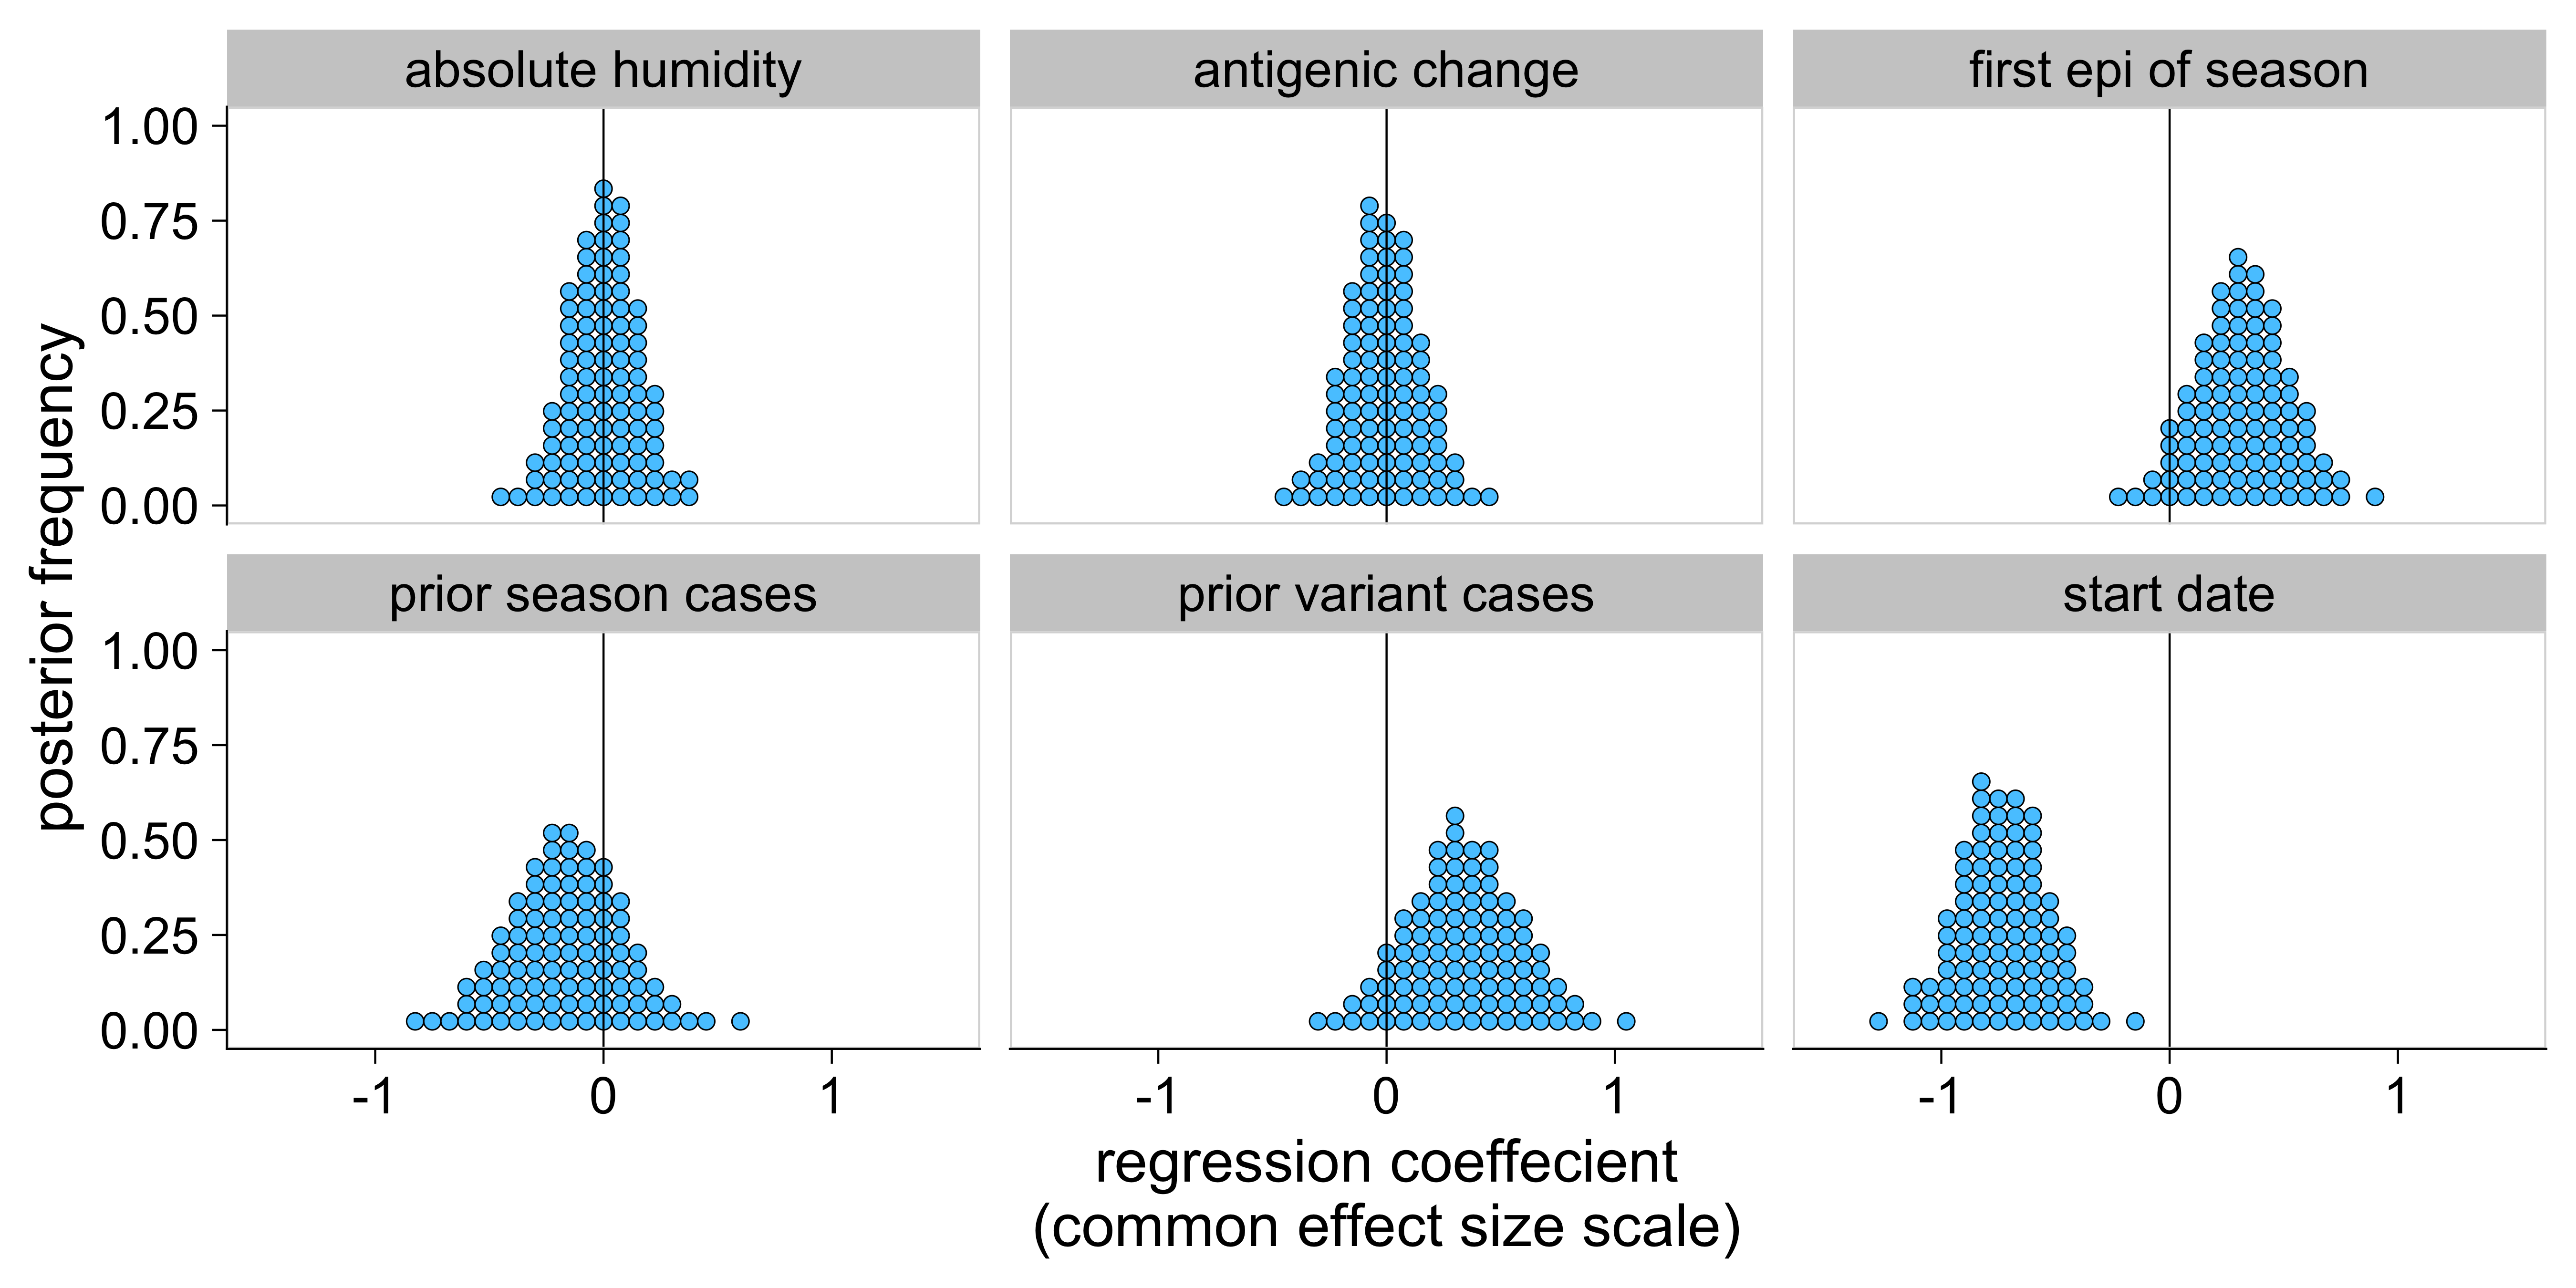 absolute humidity
antigenic change
first epi of season
1.00
0.75
0.50
0.25
0.00
prior season cases
prior variant cases
start date
1.00
0.75
0.50
0.25
0.00
posterior frequency
-1 0 1
-1 0 1
-1 0 1
regression coeffecient
(common effect size scale)